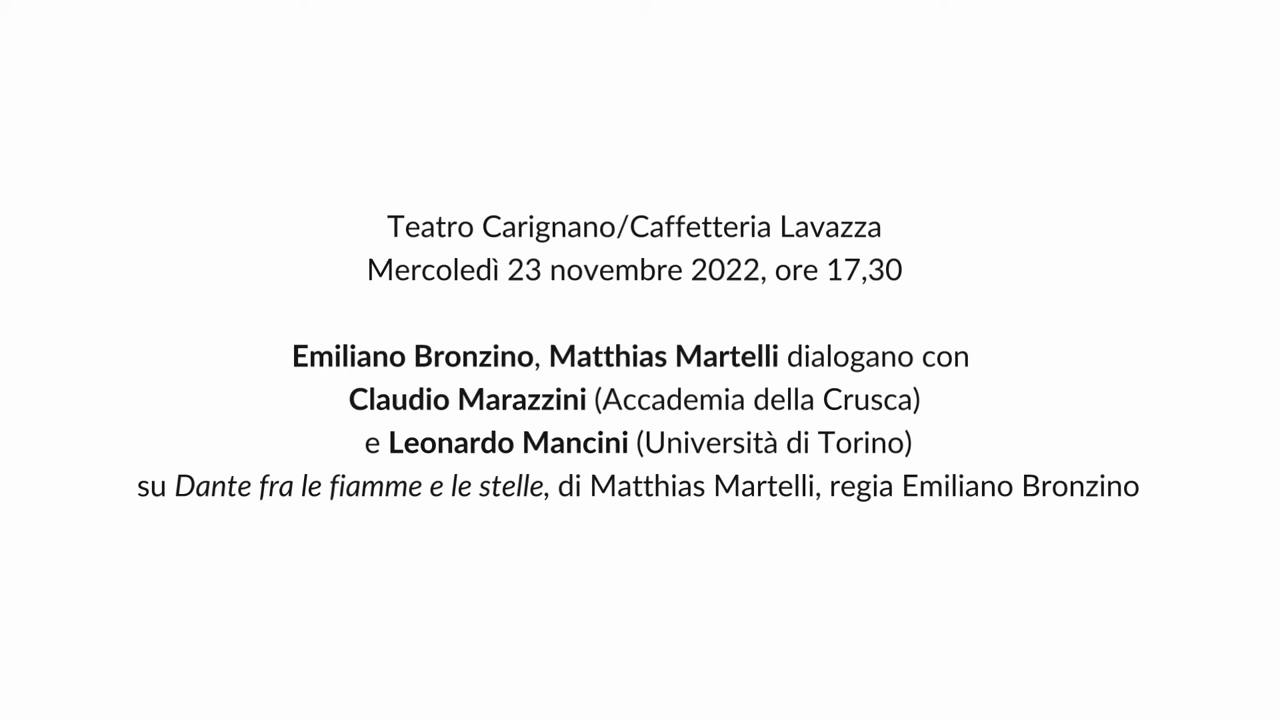 Teatro Carignano/Caffetteria Lavazza
Mercoledì 23 novembre 2022, ore 17,30
Emiliano Bronzino, Matthias Martelli dialogano con
Claudio Marazzini (Accademia della Crusca)
e Leonardo Mancini (Università di Torino)
su Dante fra le fiamme e le stelle, di Matthias Martelli, regia Emiliano Bronzino